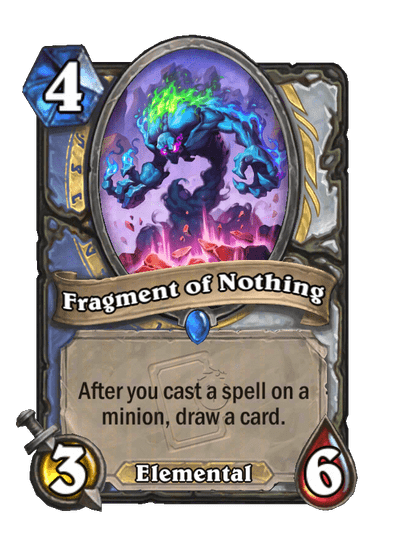 4
Fragment of Nothing
After you cast a spell on a
minion, draw a card.
3
Elemental
6